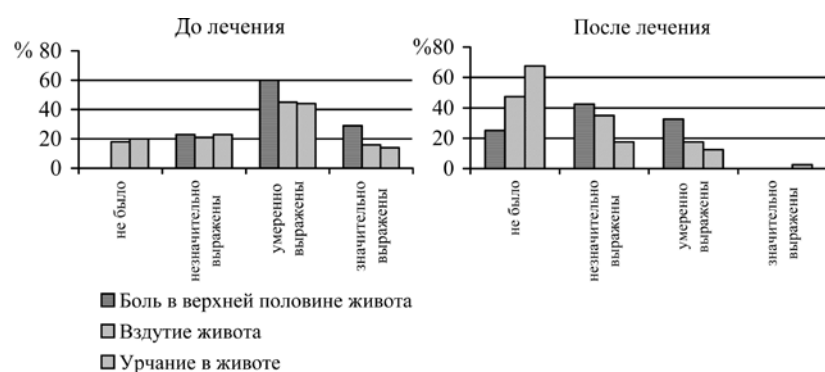 До лечения
% 80
60
40
20
0
не было
незначительно
выражены
умеренно
выражены
значительно
выражены
После лечения
%80
60
40
20
0
не было
незначительно
выражены
умеренно
выражены
значительно
выражены
Боль в верхней половине живота
Вздутие живота
Урчание в животе